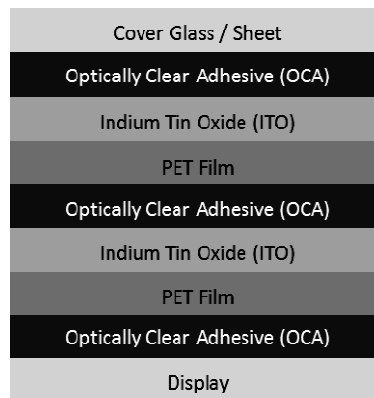 Cover Glass / Sheet
Optically Clear Adhesive (OCA)
Indium Tin Oxide (ITO)
PET Film
Optically Clear Adhesive (OCA)
Indium Tin Oxide (ITO)
PET Film
Optically Clear Adhesive (OCA)
Display